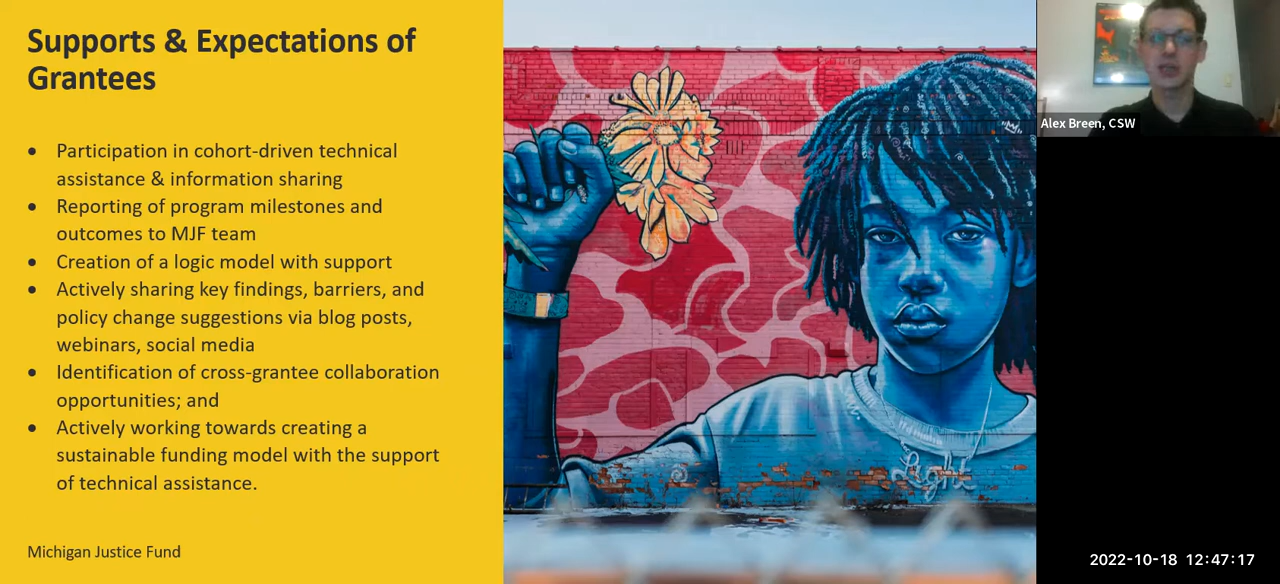 Supports & Expectations of
Grantees
• Participation in cohort-driven technical
assistance & information sharing
• Reporting of program milestones and
outcomes to MJF team
• Creation of a logic model with support
• Actively sharing key findings, barriers, and
policy change suggestions via blog posts,
webinars, social media
• Identification of cross-grantee collaboration
opportunities; and
• Actively working towards creating a
sustainable funding model with the support
of technical assistance.
Michigan Justice Fund
Light
Alex Breen, CSW
2022-10-18 12:47:17